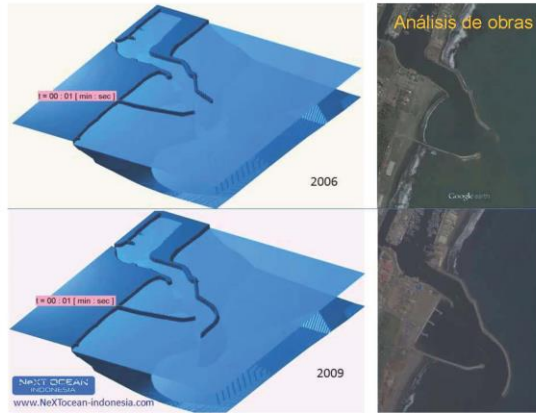 Análisis de obras
t = 00 : 01 [ min : sec ]
2006
Google earth
t = 00 : 01 [ min : sec ]
2009
NeXT OCEAN
INDONESIA
www.NeXTocean-indonesia.com